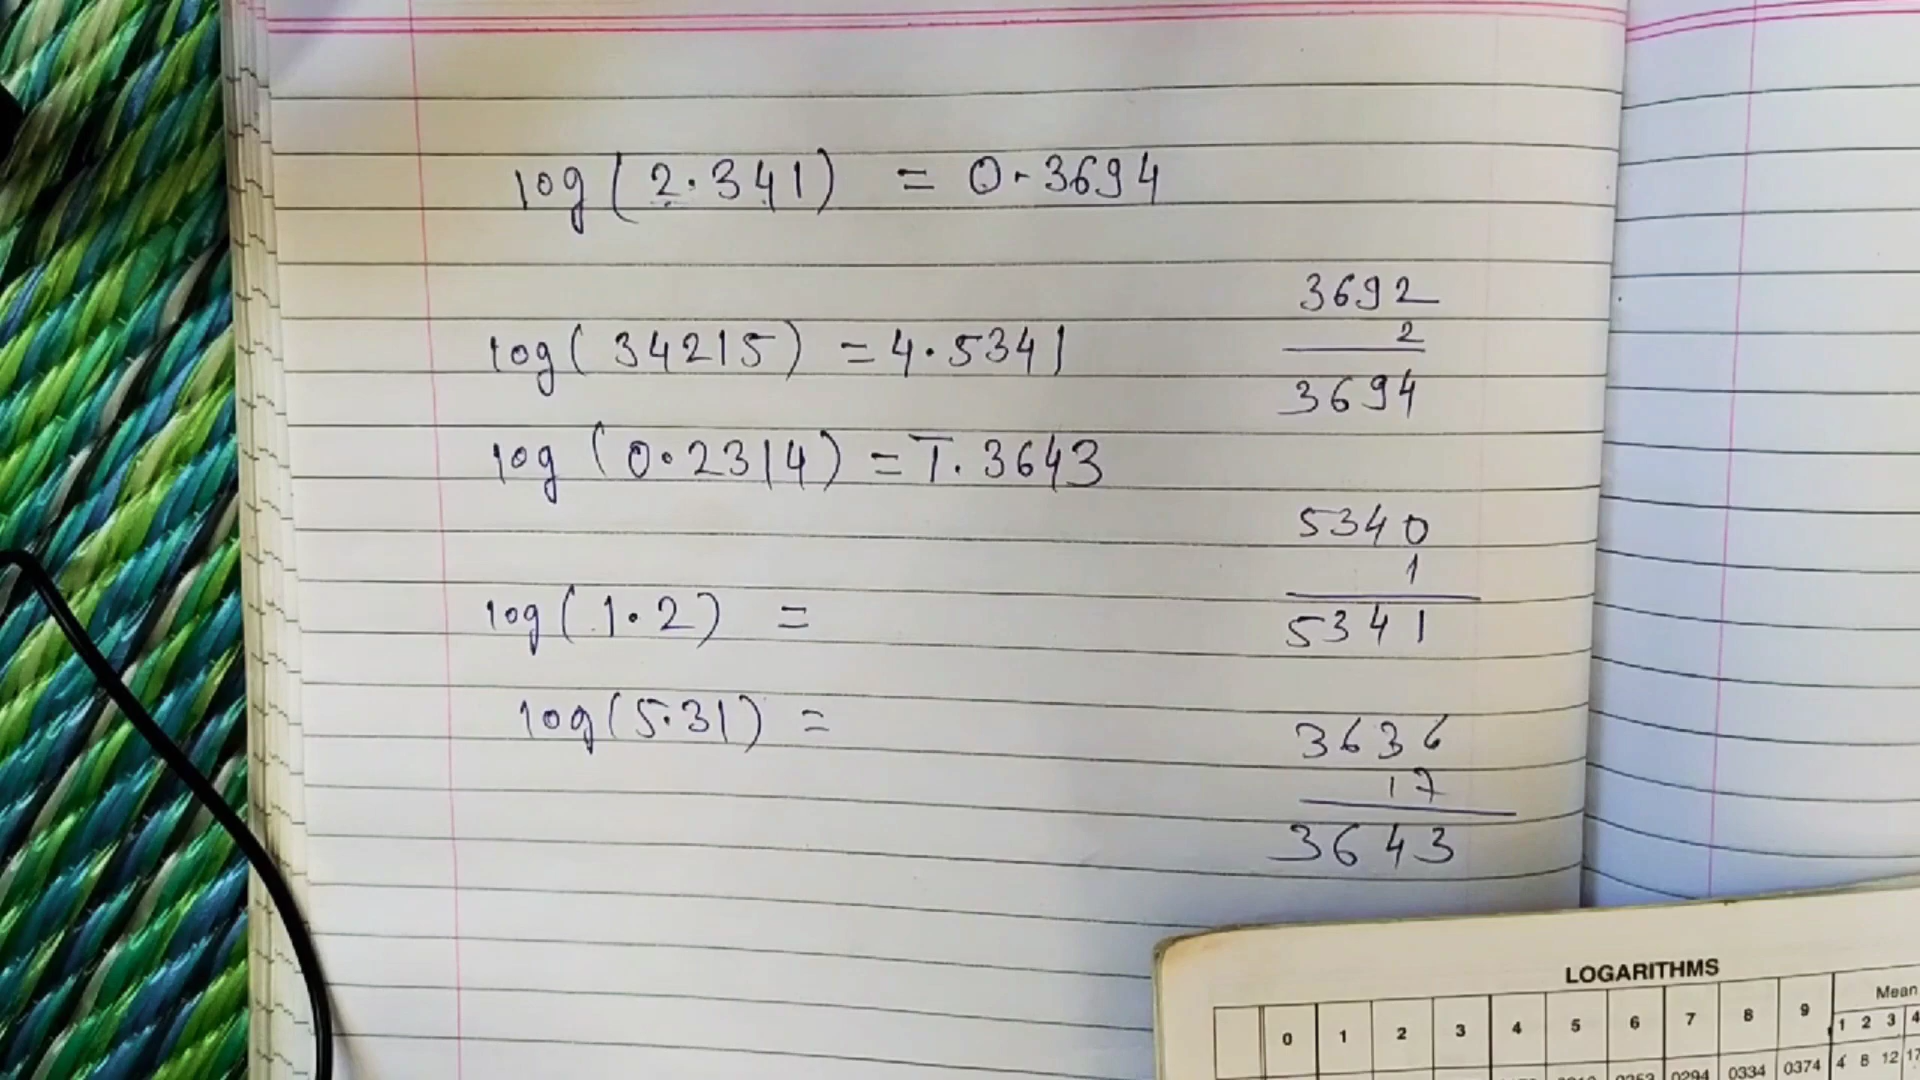 log(2.341) = 0.3694
3692
2
3694
log(34215) = 4.5341
log(0.2314) = 1̅.3643
5340
1
5341
log(1.2) =
log(5.31) =
3636
17
3643
LOGARITHMS
Mean
0 1 2 3 4 5 6 7 8 9 1 2 3 4
0294 0334 0374 4 8 12 17